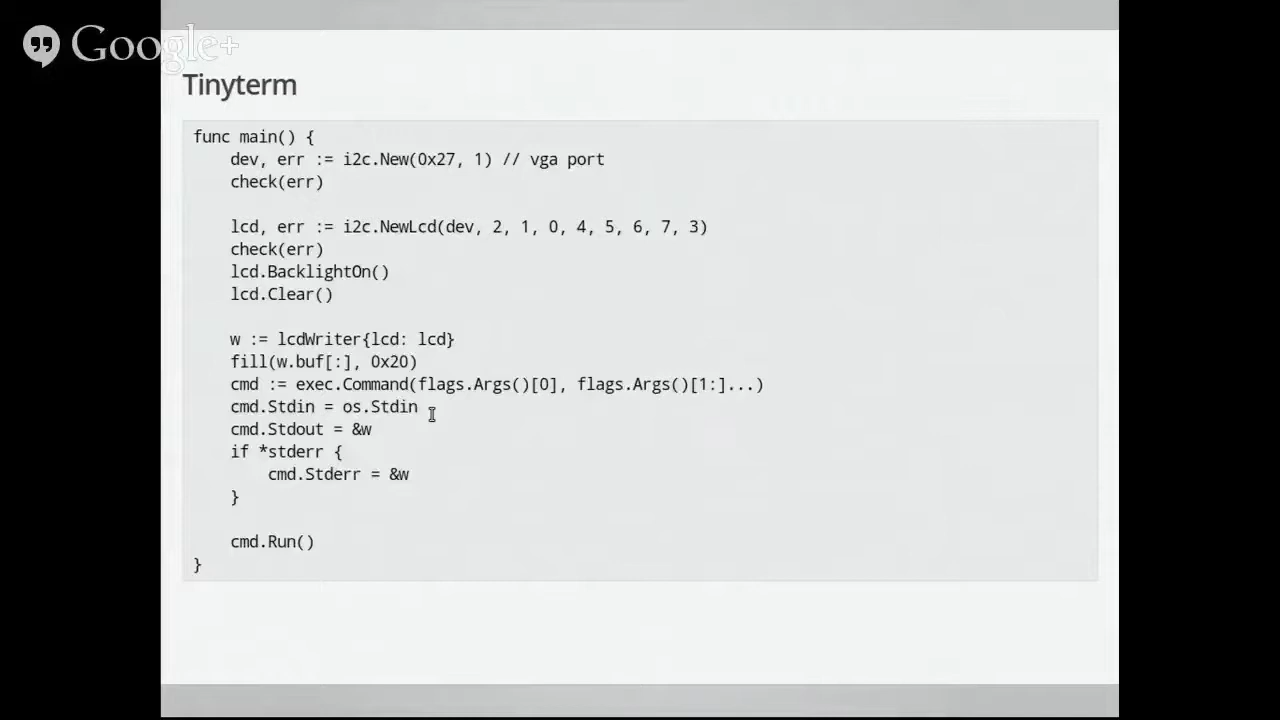 Google+
Tinyterm
func main() {
    dev, err := i2c.New(0x27, 1) // vga port
    check(err)

    lcd, err := i2c.NewLcd(dev, 2, 1, 0, 4, 5, 6, 7, 3)
    check(err)
    lcd.BacklightOn()
    lcd.Clear()

    w := lcdWriter{lcd: lcd}
    fill(w.buf[:], 0x20)
    cmd := exec.Command(flags.Args()[0], flags.Args()[1:]...)
    cmd.Stdin = os.Stdin
    cmd.Stdout = &w
    if *stderr {
        cmd.Stderr = &w
    }

    cmd.Run()
}